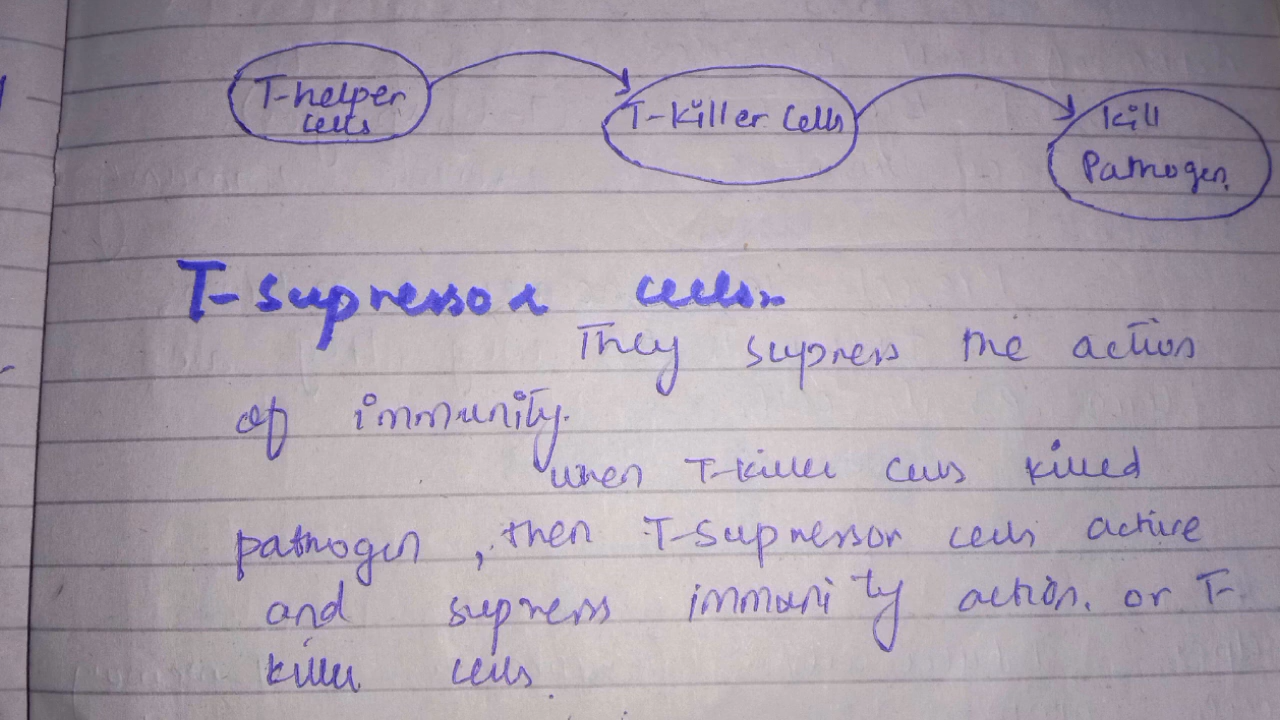 T-helper
cells
T-Killer Cells
kill
Pathogen.
T-Supressor cells:-
They supress the action
of immunity.
when T-killer cells killed
pathogen, then T-Supressor cells active
and supress immunity action. or T-
killer cells.